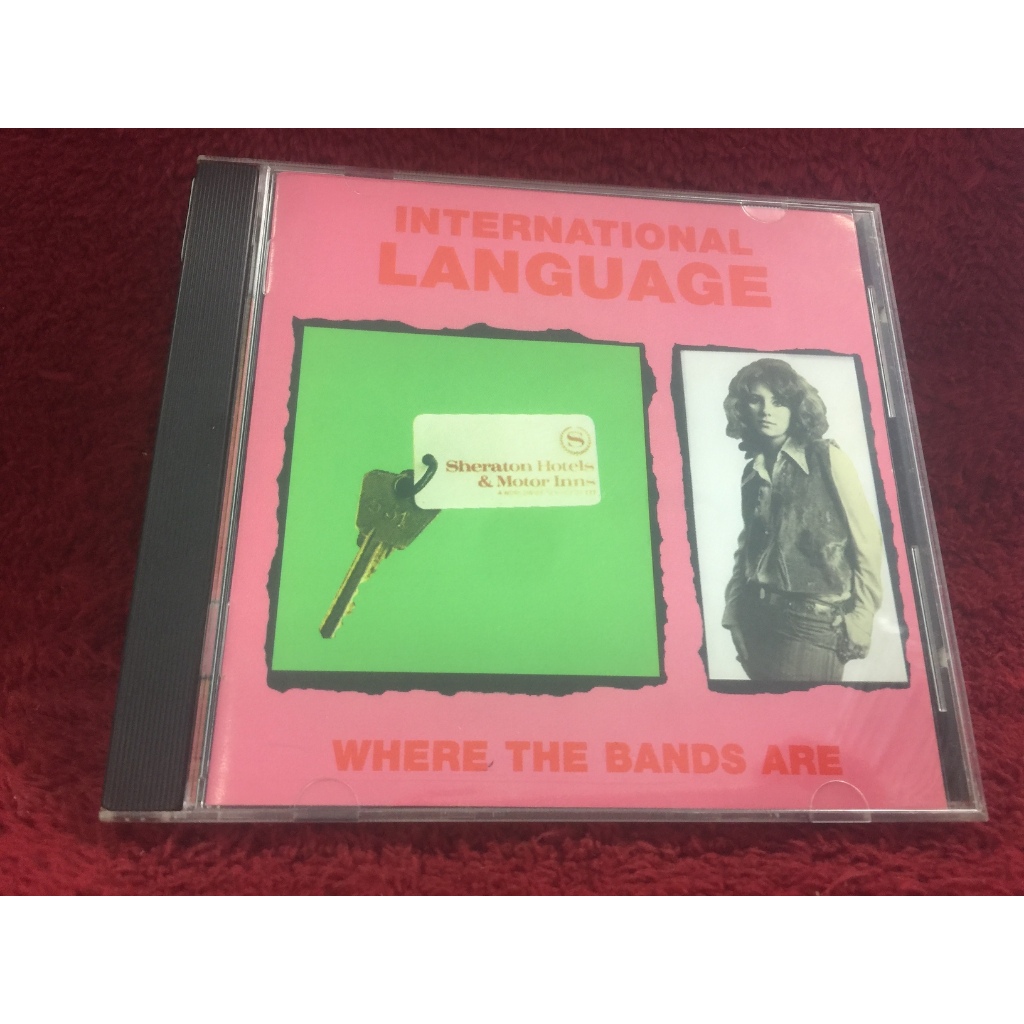 INTERNATIONAL
LANGUAGE
S
Sheraton Hotels
& Motor Inns
WHERE THE BANDS ARE